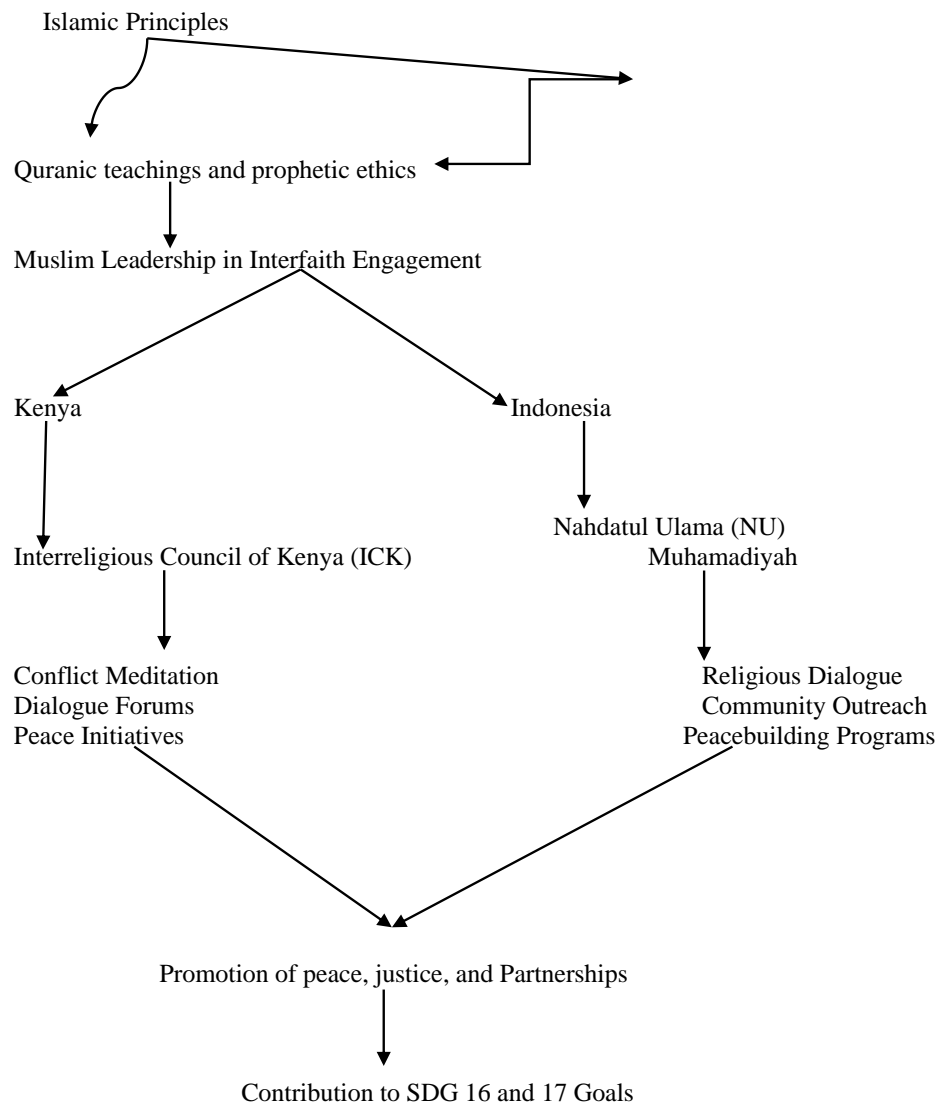 Islamic Principles
Quranic teachings and prophetic ethics
Muslim Leadership in Interfaith Engagement
Kenya
Indonesia
Interreligious Council of Kenya (ICK)
Nahdatul Ulama (NU)
Muhamadiyah
Conflict Meditation
Dialogue Forums
Peace Initiatives
Religious Dialogue
Community Outreach
Peacebuilding Programs
Promotion of peace, justice, and Partnerships
Contribution to SDG 16 and 17 Goals